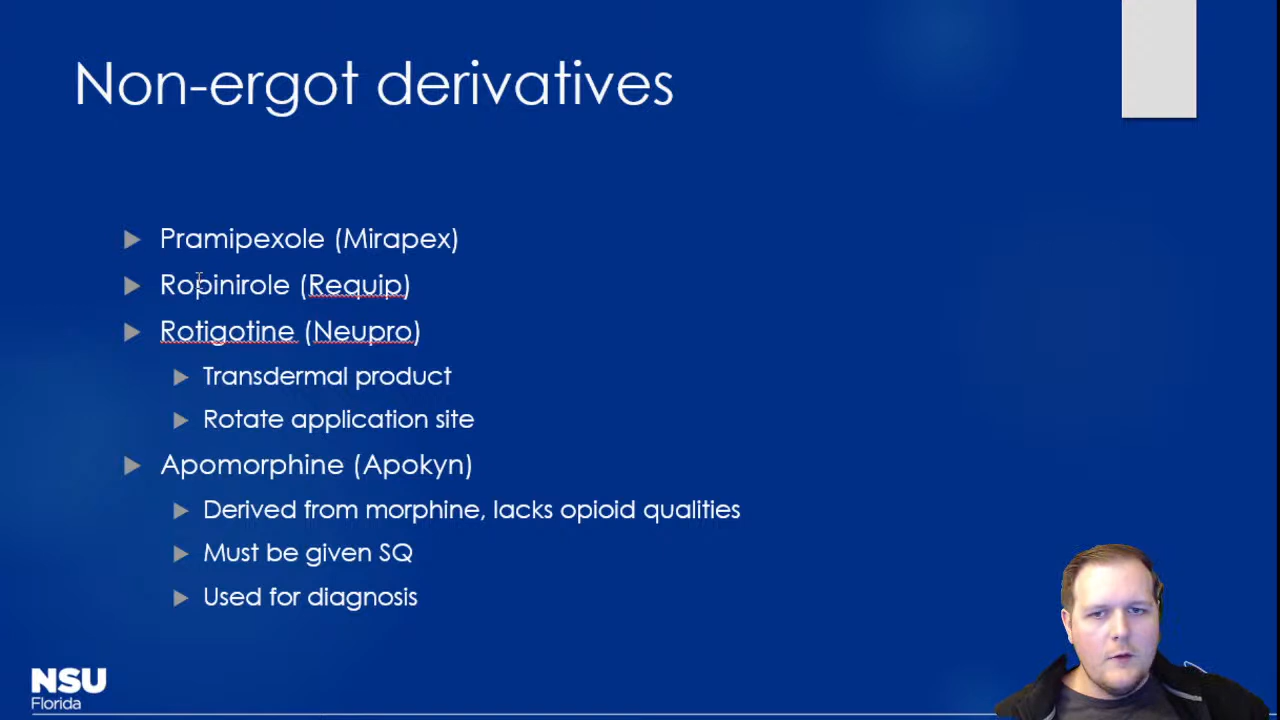 Non-ergot derivatives
Pramipexole (Mirapex)
Ropinirole (Requip)
Rotigotine (Neupro)
Transdermal product
Rotate application site
Apomorphine (Apokyn)
Derived from morphine, lacks opioid qualities
Must be given SQ
Used for diagnosis
NSU
Florida